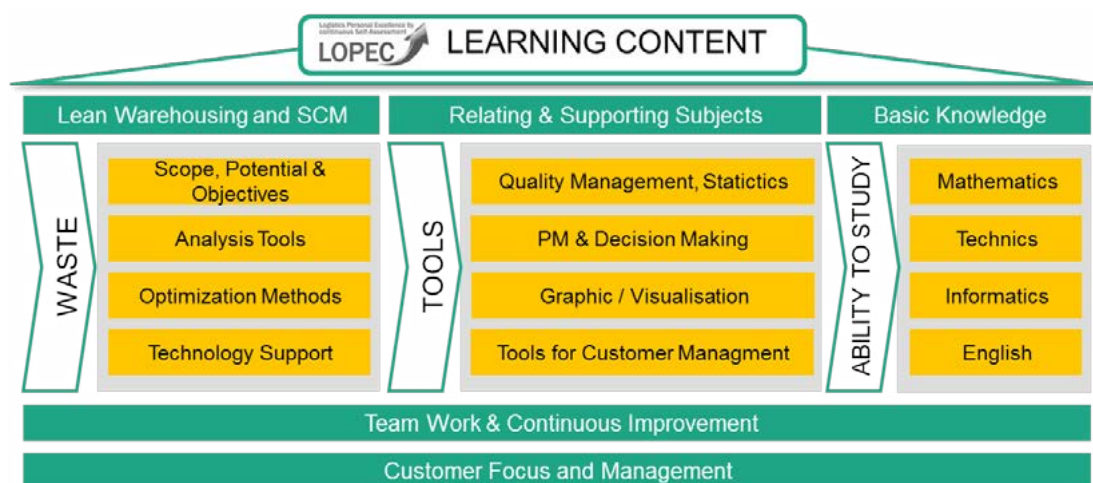 Logistics Personal Excellence by
continuous Self-Assessment
LOPEC
LEARNING CONTENT
Lean Warehousing and SCM
WASTE
Scope, Potential &
Objectives
Analysis Tools
Optimization Methods
Technology Support
Relating & Supporting Subjects
TOOLS
Quality Management, Statictics
PM & Decision Making
Graphic / Visualisation
Tools for Customer Managment
Basic Knowledge
ABILITY TO STUDY
Mathematics
Technics
Informatics
English
Team Work & Continuous Improvement
Customer Focus and Management